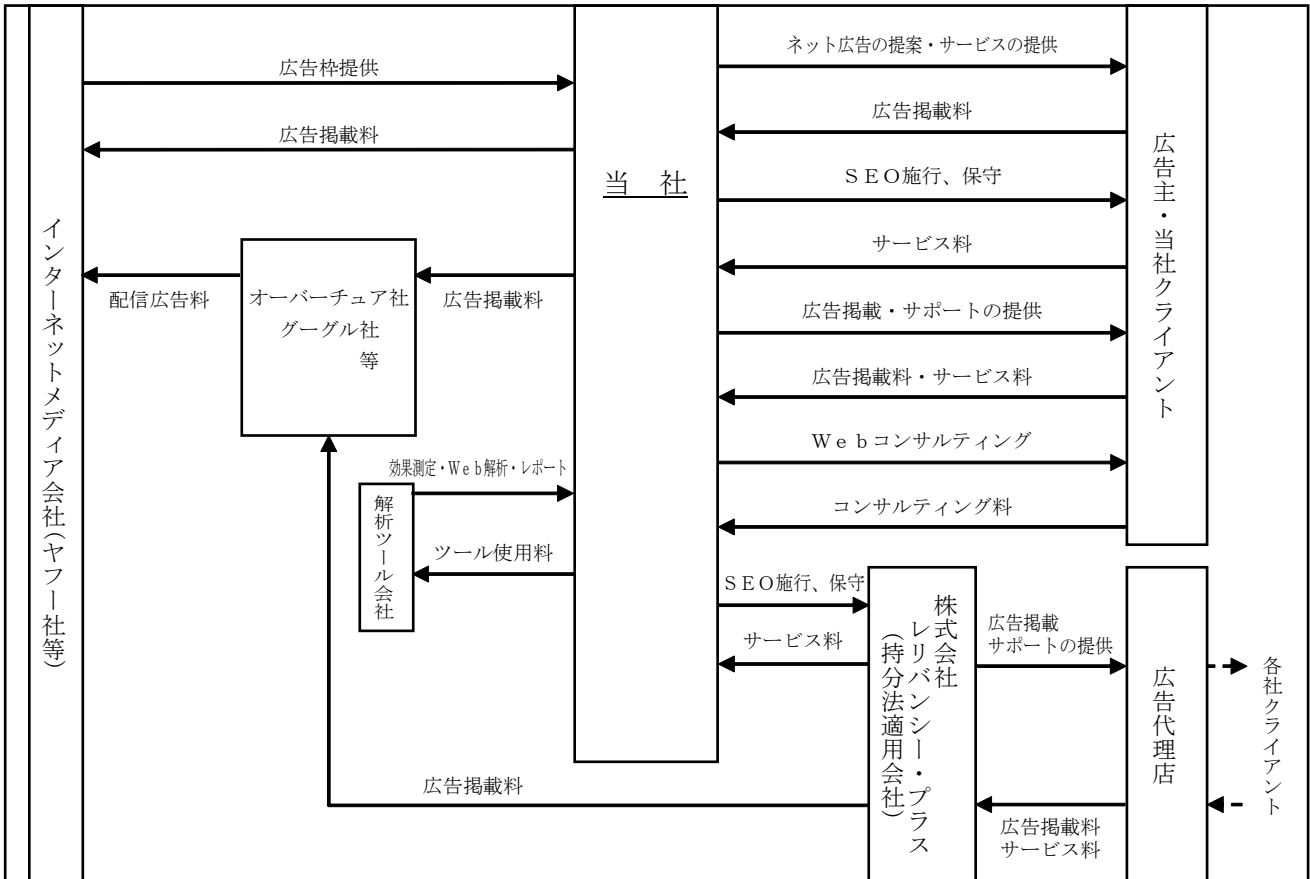 インターネットメディア会社(ヤフー社等)
広告枠提供
広告掲載料
配信広告料
オーバーチュア社
グーグル社
等
広告掲載料
効果測定・Web解析・レポート
解析ツール会社
ツール使用料
当 社
ネット広告の提案・サービスの提供
広告掲載料
SEO施行、保守
サービス料
広告掲載・サポートの提供
広告掲載料・サービス料
Webコンサルティング
コンサルティング料
広告主・当社クライアント
SEO施行、保守
サービス料
株式会社
レリバンシー・プラス
(持分法適用会社)
広告掲載
サポートの提供
広告代理店
各社クライアント
広告掲載料
広告掲載料
サービス料